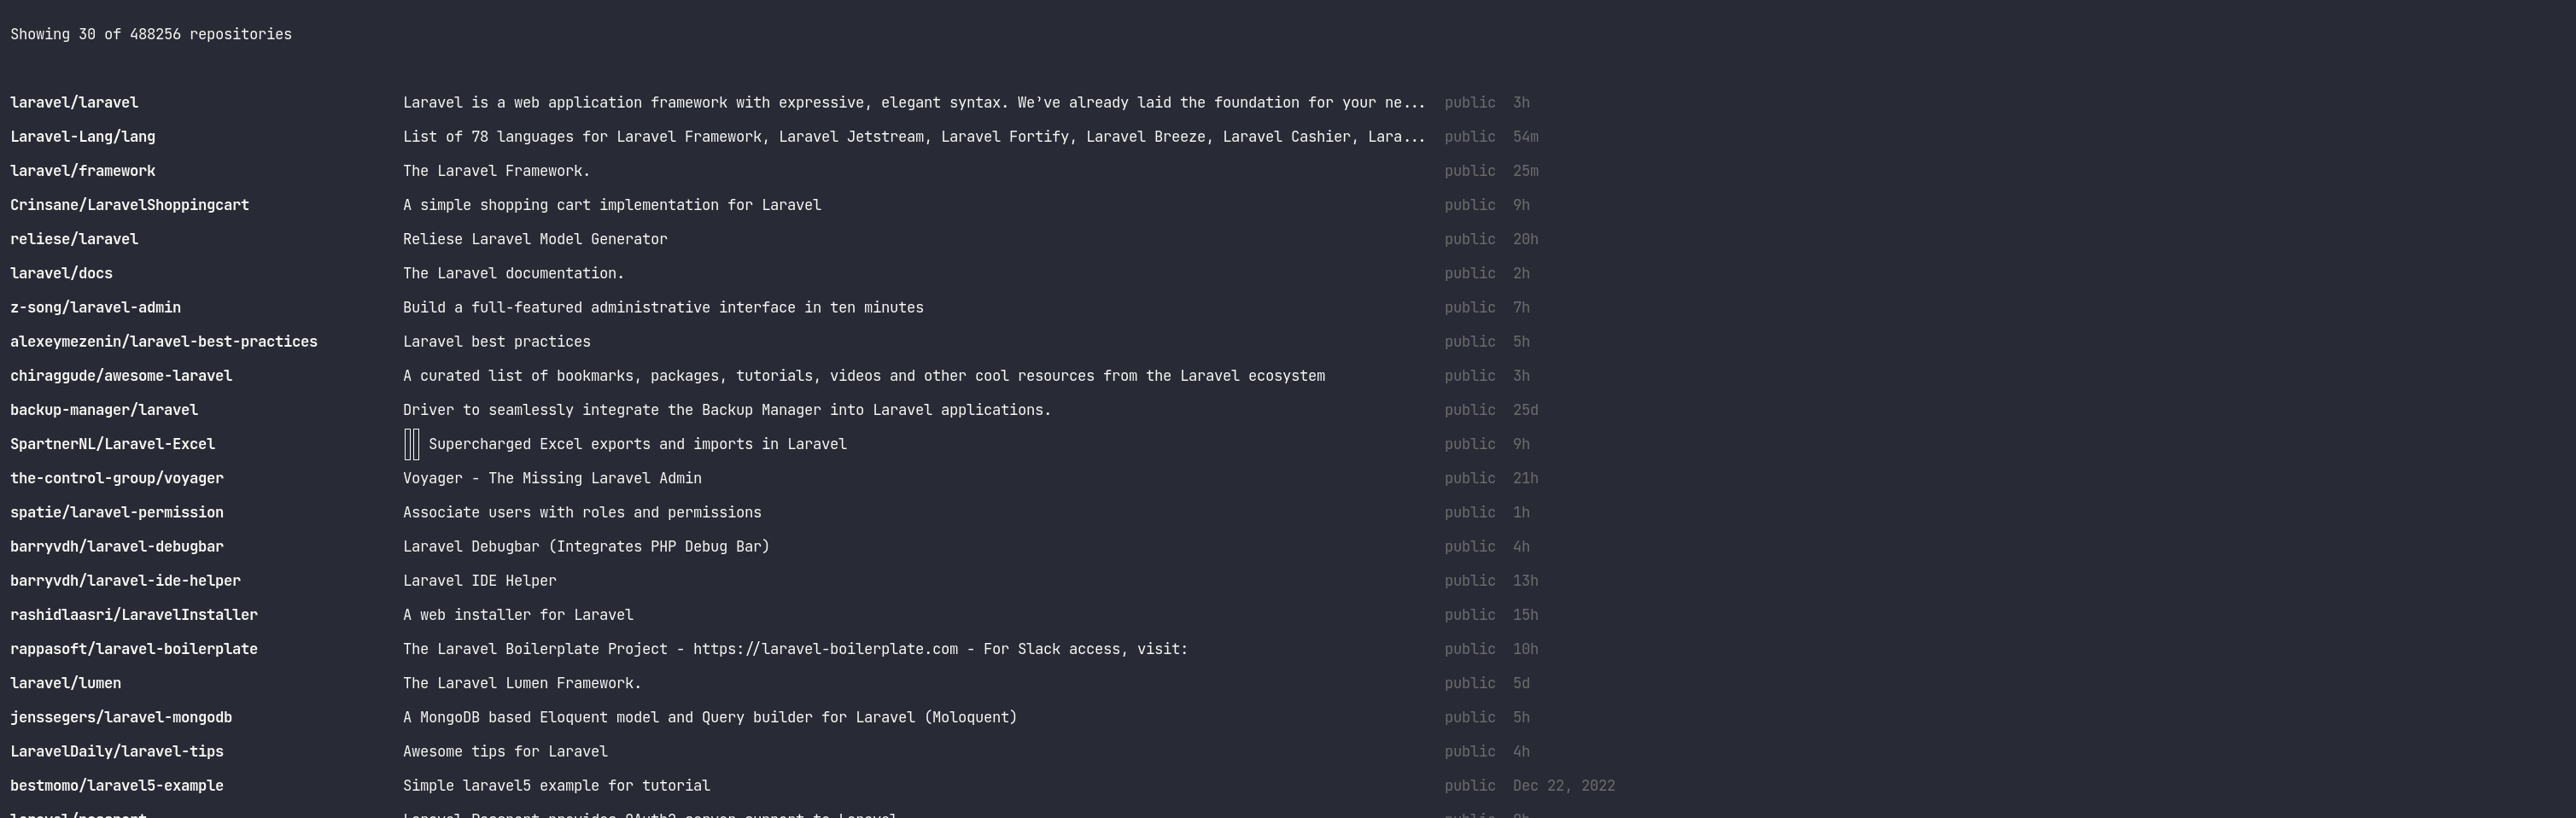 Showing 30 of 488256 repositories
laravel/laravel Laravel is a web application framework with expressive, elegant syntax. We’ve already laid the foundation for your ne... public 3h
Laravel-Lang/lang List of 78 languages for Laravel Framework, Laravel Jetstream, Laravel Fortify, Laravel Breeze, Laravel Cashier, Lara... public 54m
laravel/framework The Laravel Framework. public 25m
Crinsane/LaravelShoppingcart A simple shopping cart implementation for Laravel public 9h
reliese/laravel Reliese Laravel Model Generator public 20h
laravel/docs The Laravel documentation. public 2h
z-song/laravel-admin Build a full-featured administrative interface in ten minutes public 7h
alexeymezenin/laravel-best-practices Laravel best practices public 5h
chiraggude/awesome-laravel A curated list of bookmarks, packages, tutorials, videos and other cool resources from the Laravel ecosystem public 3h
backup-manager/laravel Driver to seamlessly integrate the Backup Manager into Laravel applications. public 25d
SpartnerNL/Laravel-Excel Supercharged Excel exports and imports in Laravel public 9h
the-control-group/voyager Voyager - The Missing Laravel Admin public 21h
spatie/laravel-permission Associate users with roles and permissions public 1h
barryvdh/laravel-debugbar Laravel Debugbar (Integrates PHP Debug Bar) public 4h
barryvdh/laravel-ide-helper Laravel IDE Helper public 13h
rashidlaasri/LaravelInstaller A web installer for Laravel public 15h
rappasoft/laravel-boilerplate The Laravel Boilerplate Project - https://laravel-boilerplate.com - For Slack access, visit: public 10h
laravel/lumen The Laravel Lumen Framework. public 5d
jenssegers/laravel-mongodb A MongoDB based Eloquent model and Query builder for Laravel (Moloquent) public 5h
LaravelDaily/laravel-tips Awesome tips for Laravel public 4h
bestmomo/laravel5-example Simple laravel5 example for tutorial public Dec 22, 2022
laravel/passport Laravel Passport provides OAuth2 server support to Laravel public